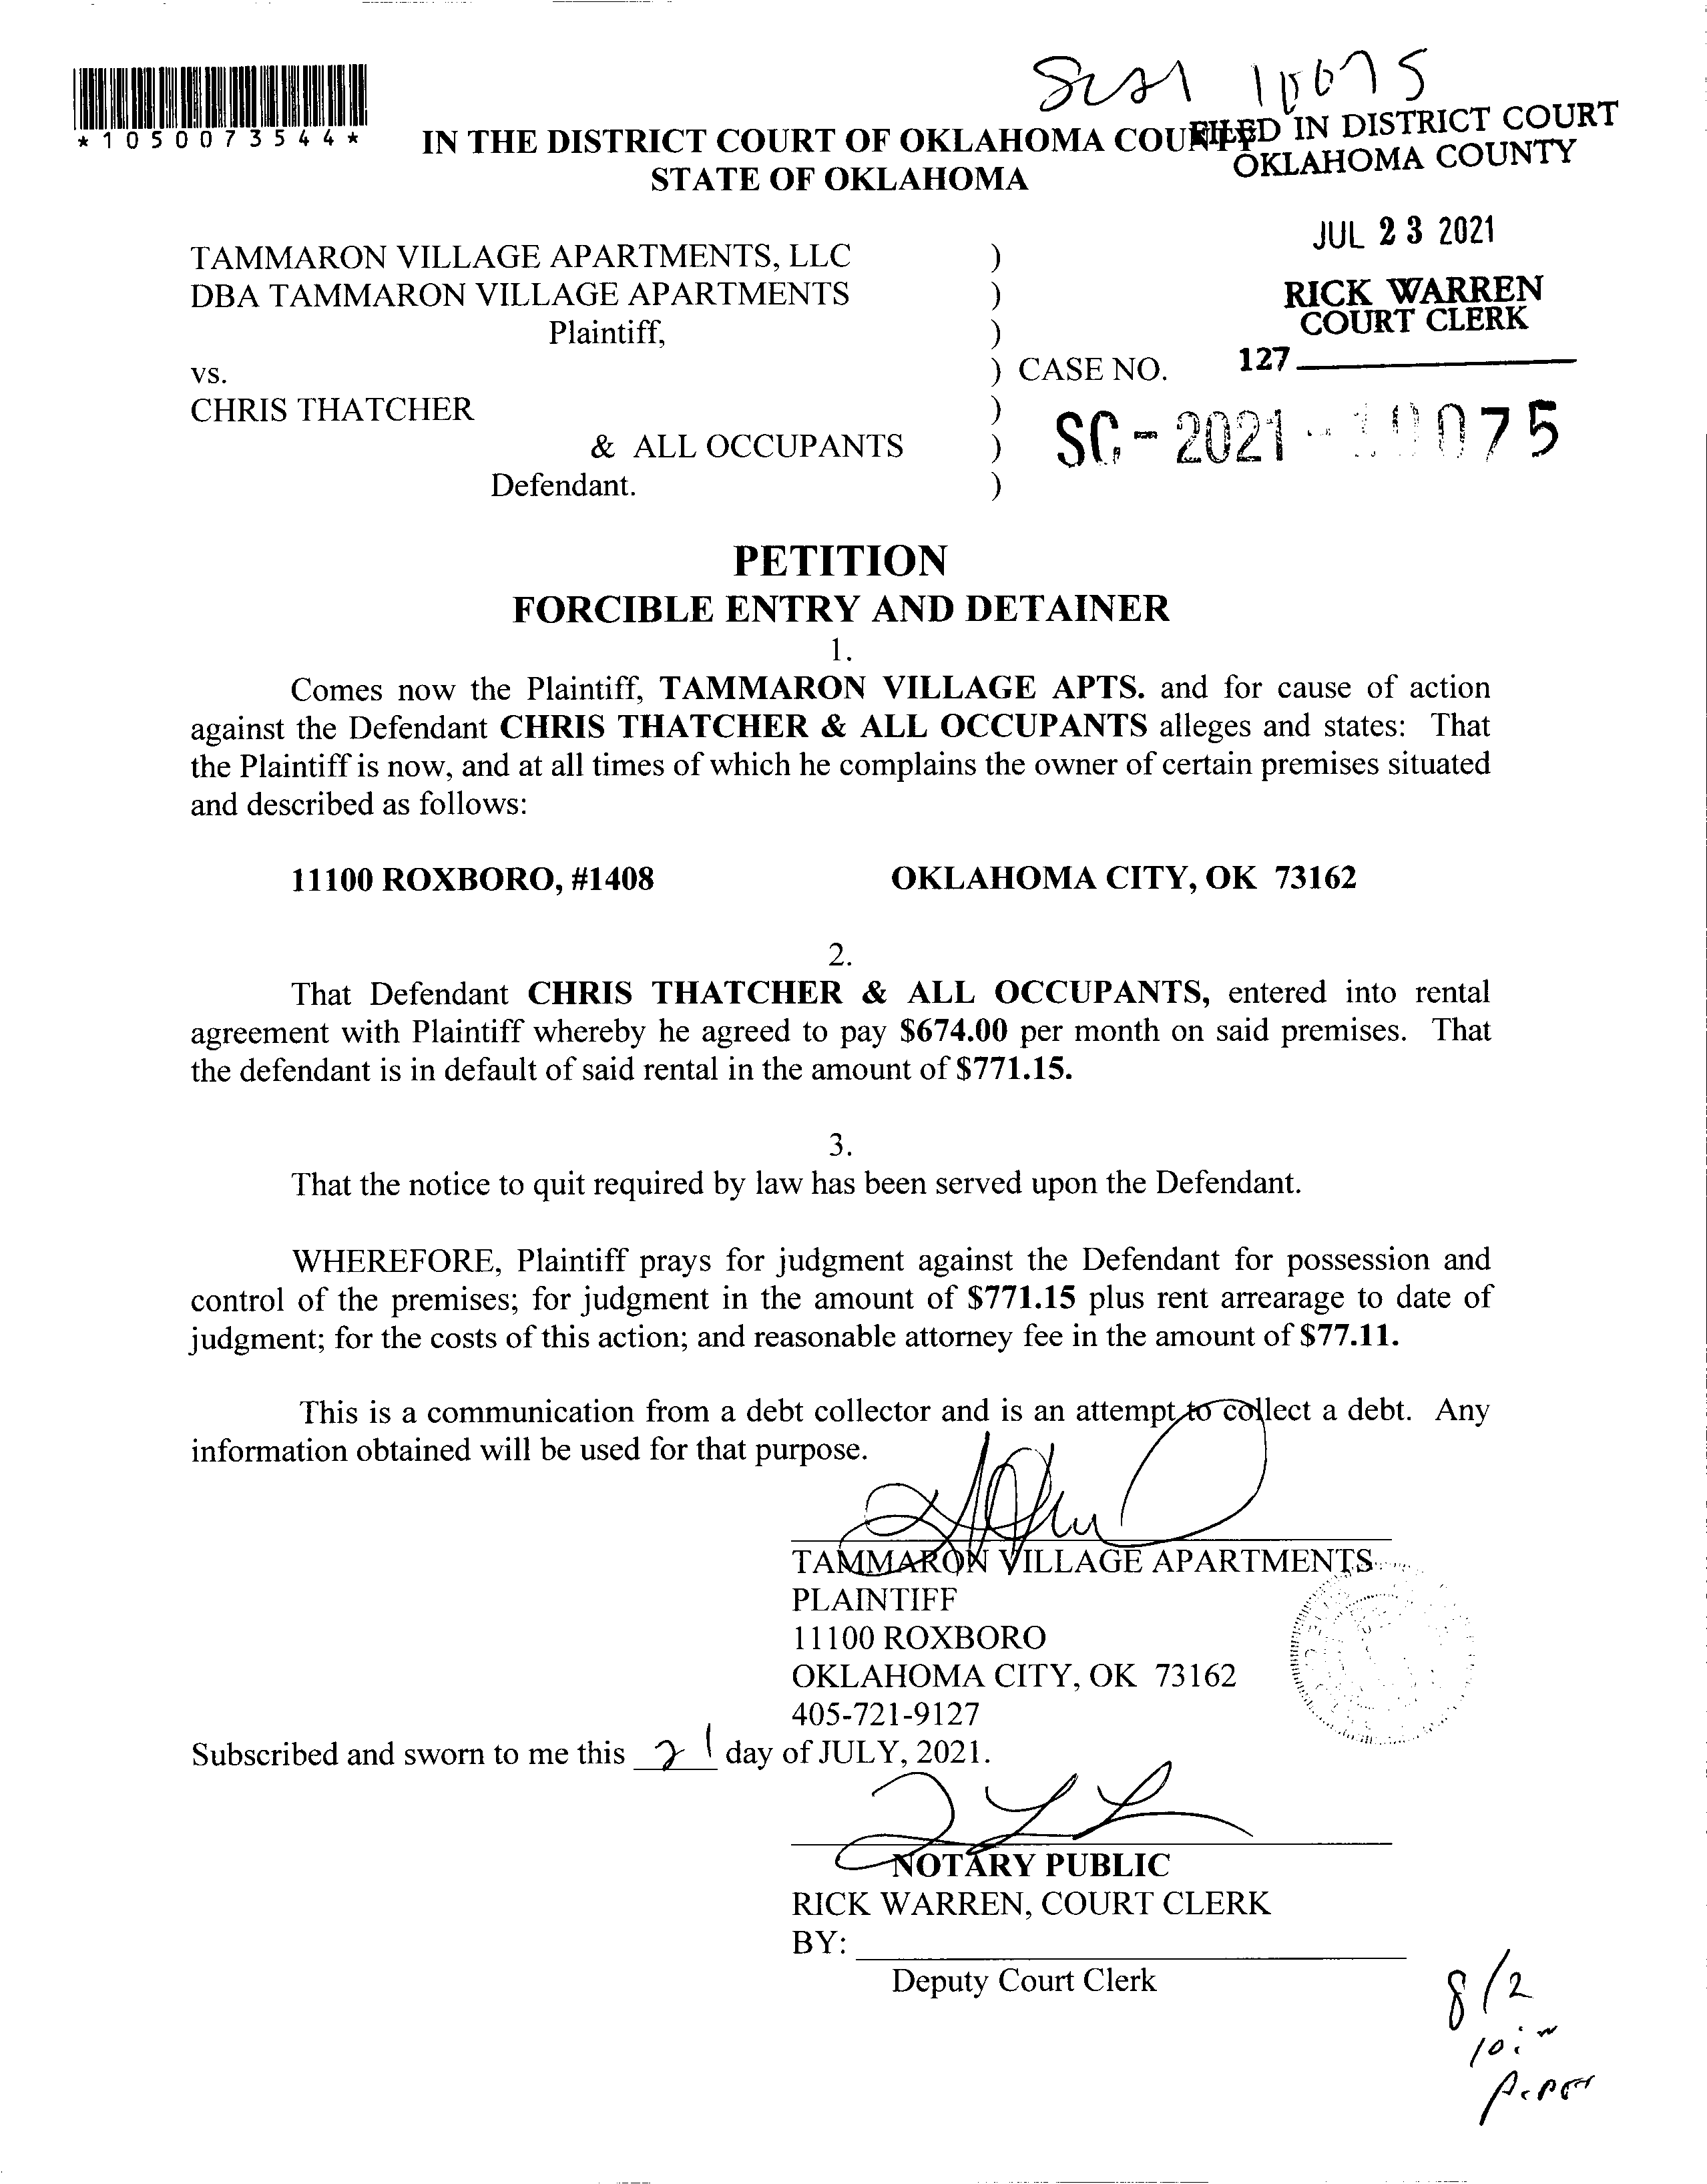 *1050073544*
IN THE DISTRICT COURT OF OKLAHOMA COUNTY
STATE OF OKLAHOMA
FILED IN DISTRICT COURT
OKLAHOMA COUNTY
JUL 23 2021
RICK WARREN
COURT CLERK
127
TAMMARON VILLAGE APARTMENTS, LLC )
DBA TAMMARON VILLAGE APARTMENTS )
Plaintiff, )
vs. ) CASE NO.
CHRIS THATCHER )
SC-2021-10075
& ALL OCCUPANTS )
Defendant. )
PETITION
FORCIBLE ENTRY AND DETAINER
1.
Comes now the Plaintiff, TAMMARON VILLAGE APTS. and for cause of action
against the Defendant CHRIS THATCHER & ALL OCCUPANTS alleges and states: That
the Plaintiff is now, and at all times of which he complains the owner of certain premises situated
and described as follows:
11100 ROXBORO, #1408 OKLAHOMA CITY, OK 73162
2.
That Defendant CHRIS THATCHER & ALL OCCUPANTS, entered into rental
agreement with Plaintiff whereby he agreed to pay $674.00 per month on said premises. That
the defendant is in default of said rental in the amount of $771.15.
3.
That the notice to quit required by law has been served upon the Defendant.
WHEREFORE, Plaintiff prays for judgment against the Defendant for possession and
control of the premises; for judgment in the amount of $771.15 plus rent arrearage to date of
judgment; for the costs of this action; and reasonable attorney fee in the amount of $77.11.
This is a communication from a debt collector and is an attempt to collect a debt. Any
information obtained will be used for that purpose.
TAMMARON VILLAGE APARTMENTS
PLAINTIFF
11100 ROXBORO
OKLAHOMA CITY, OK 73162
405-721-9127
Subscribed and sworn to me this 21 day of JULY, 2021.
NOTARY PUBLIC
RICK WARREN, COURT CLERK
BY:
Deputy Court Clerk
8/2